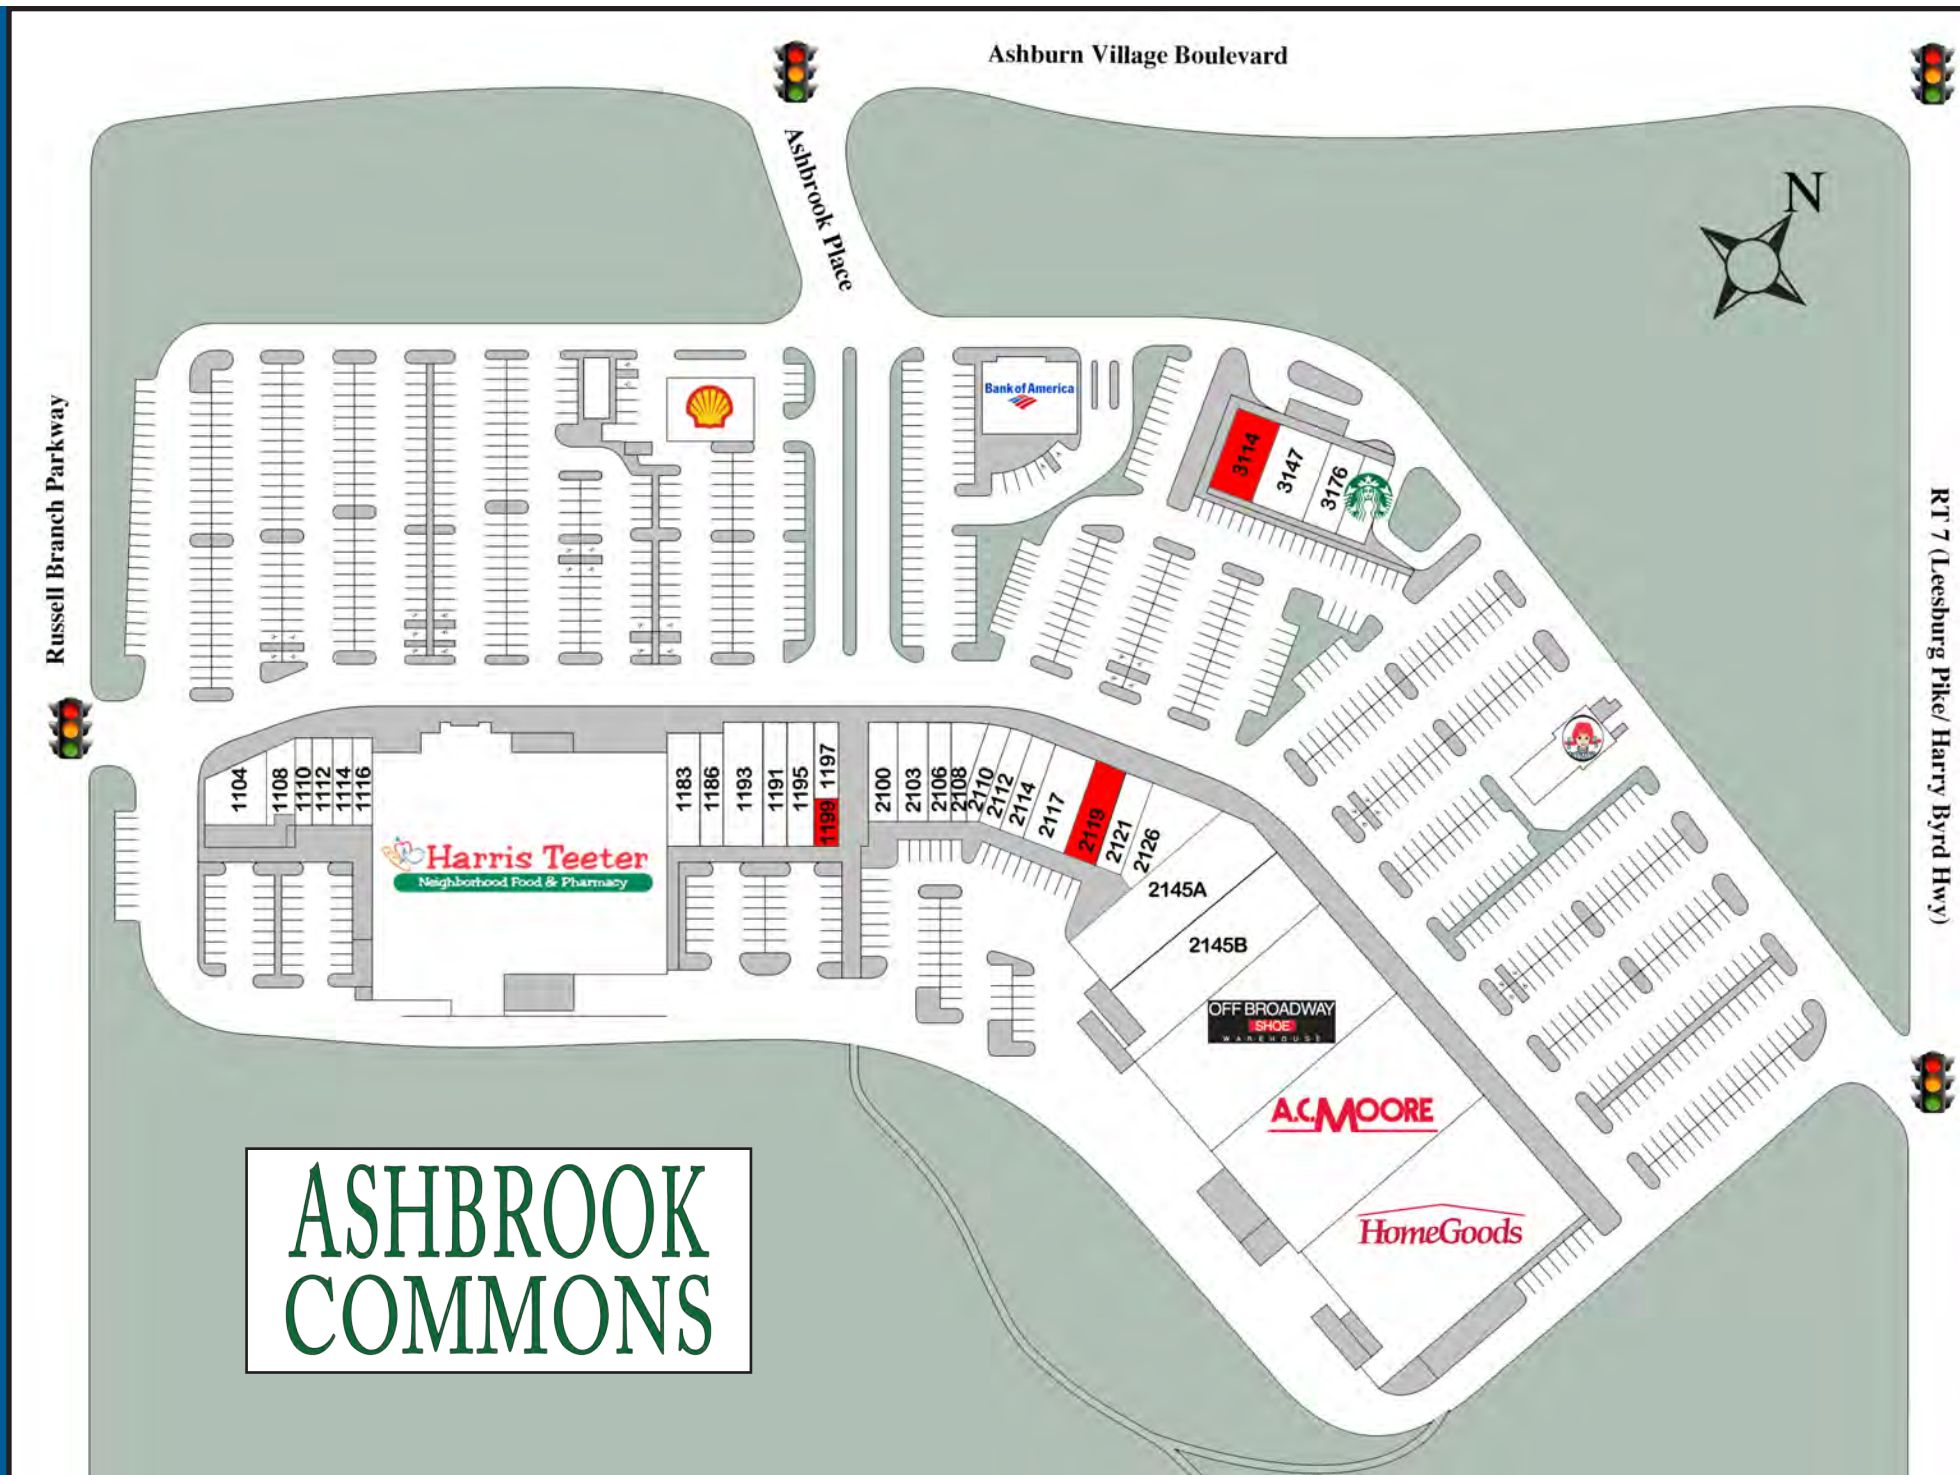 Ashburn Village Boulevard
Ashbrook Place
N
Russell Branch Parkway
RT 7 (Leesburg Pike/ Harry Byrd Hwy)
Bank of America
3114
3147
3176
1104
1108
1110
1112
1114
1116
Harris Teeter
Neighborhood Food & Pharmacy
1183
1186
1193
1191
1195
1197
1199
2100
2103
2106
2108
2110
2112
2114
2117
2119
2121
2126
2145A
2145B
OFF BROADWAY
SHOE
WAREHOUSE
A.C.MOORE
HomeGoods
ASHBROOK
COMMONS